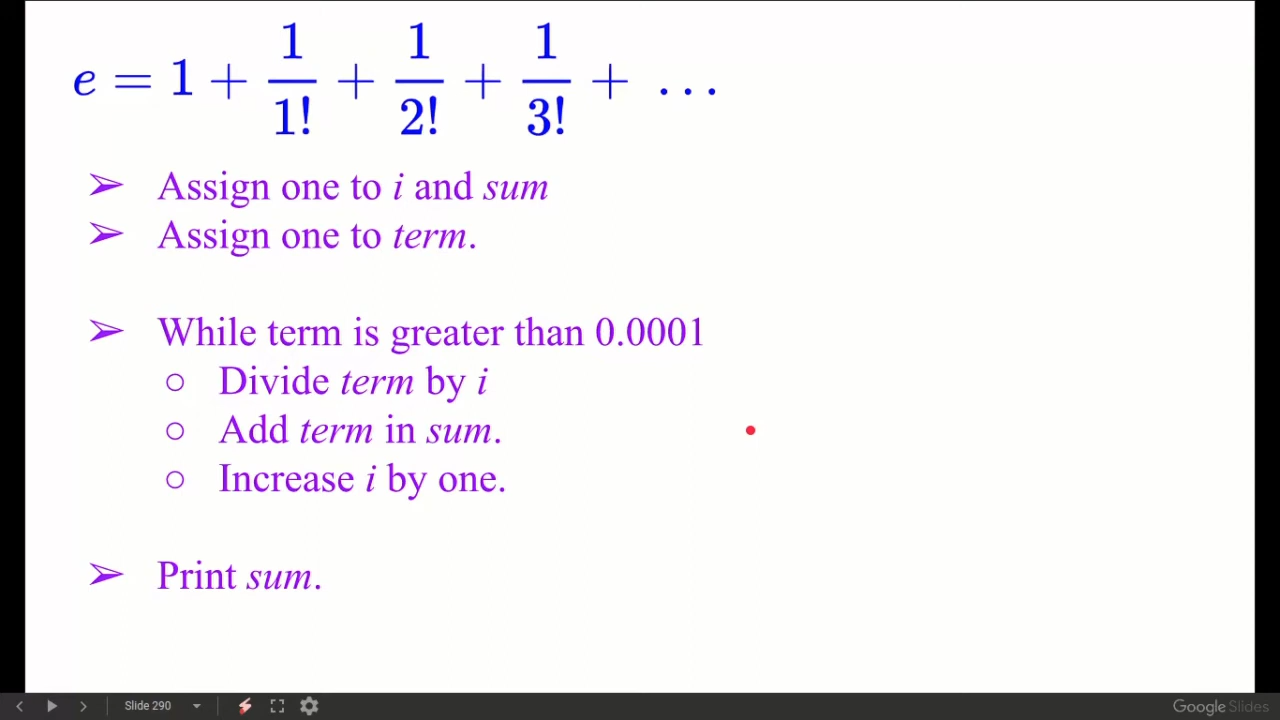 e = 1 + 1/1! + 1/2! + 1/3! + ...
➢ Assign one to i and sum
➢ Assign one to term.
➢ While term is greater than 0.0001
○ Divide term by i
○ Add term in sum.
○ Increase i by one.
➢ Print sum.
Slide 290
Google Slides